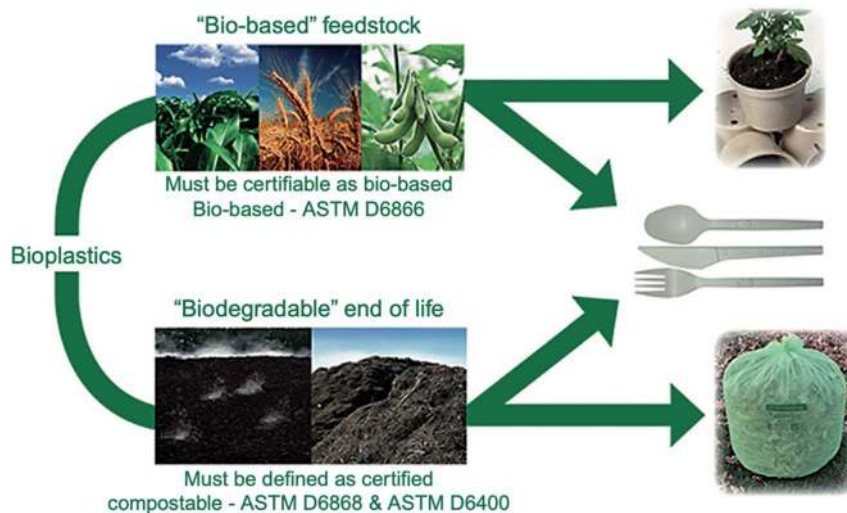 “Bio-based” feedstock
Must be certifiable as bio-based
Bio-based - ASTM D6866
Bioplastics
“Biodegradable” end of life
Must be defined as certified
compostable - ASTM D6868 & ASTM D6400